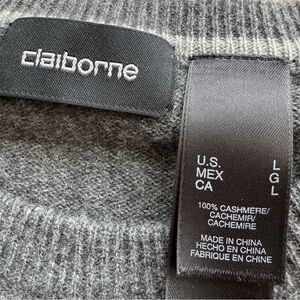 claiborne
U.S. L
MEX G
CA L
100% CASHMERE/
CACHEMIR/
CACHEMIRE
MADE IN CHINA
HECHO EN CHINA
FABRIQUE EN CHINE